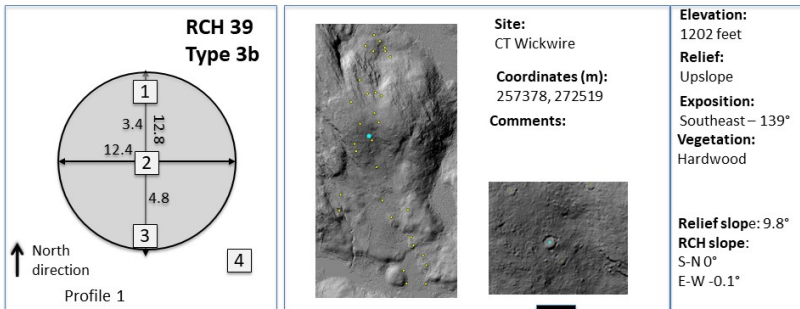 RCH 39
Type 3b
1
3.4
12.8
12.4
2
4.8
3
4
North
direction
Profile 1
Site:
CT Wickwire
Coordinates (m):
257378, 272519
Comments:
Elevation:
1202 feet
Relief:
Upslope
Exposition:
Southeast – 139°
Vegetation:
Hardwood
Relief slope: 9.8°
RCH slope:
S-N 0°
E-W -0.1°